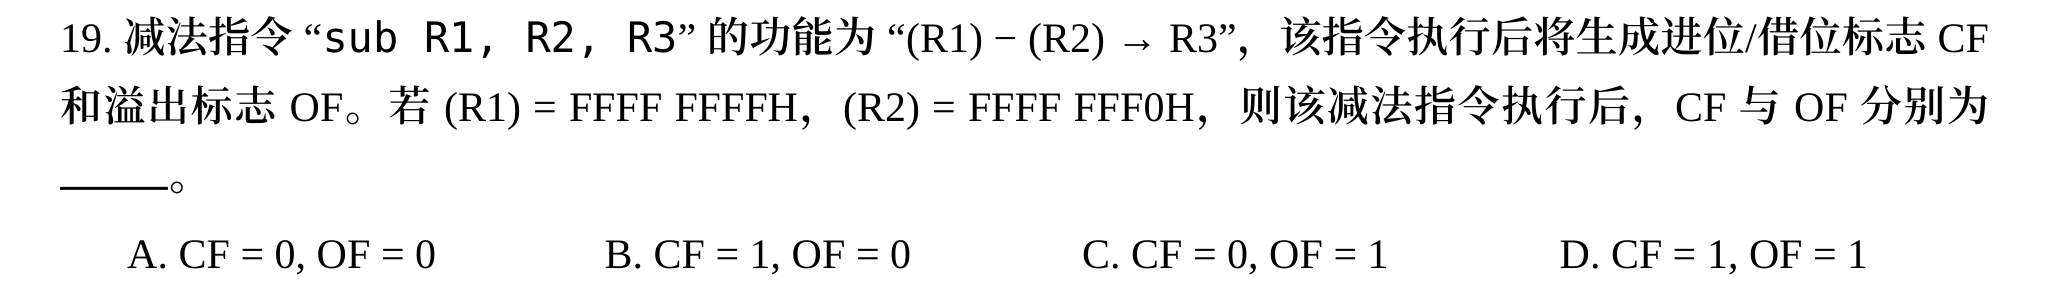 19. 减法指令 “sub R1, R2, R3” 的功能为 “(R1) − (R2) → R3”，该指令执行后将生成进位/借位标志 CF
和溢出标志 OF。若 (R1) = FFFF FFFFH，(R2) = FFFF FFF0H，则该减法指令执行后，CF 与 OF 分别为
_____。
A. CF = 0, OF = 0 B. CF = 1, OF = 0 C. CF = 0, OF = 1 D. CF = 1, OF = 1